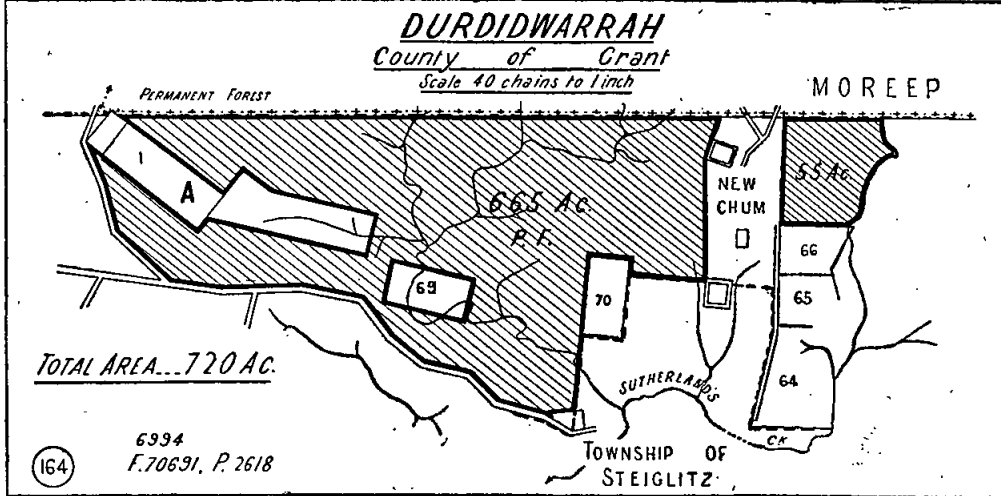 DURDIDWARRAH
County of Grant
Scale 40 chains to 1 inch
PERMANENT FOREST
MOREEP
1
A
665 Ac.
P. F.
NEW
CHUM
55 Ac.
66
69
70
65
64
TOTAL AREA...720 AC.
SUTHERLAND'S
CK
TOWNSHIP OF
STEIGLITZ
164
6994
F.70691, P. 2618